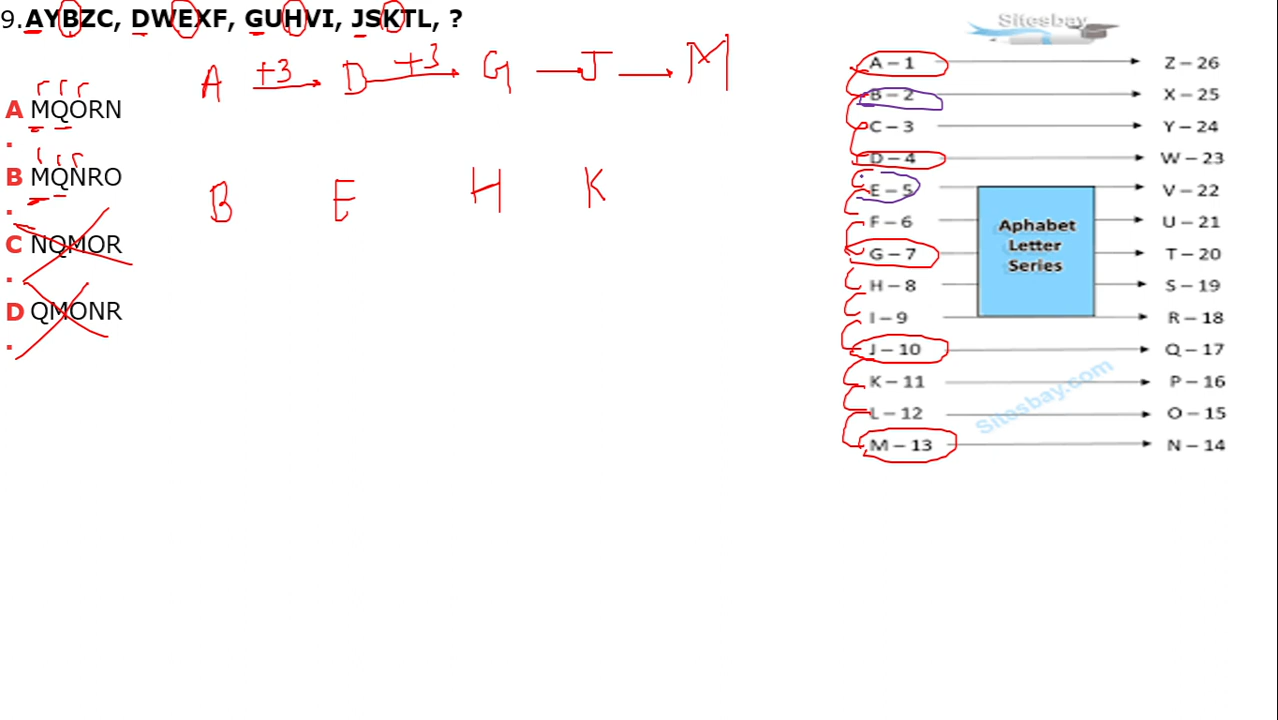 9. AYBZC, DWEXF, GUHVI, JSKTL, ?
A +3 D +3 G J M
A MQORN
.
B MQNRO
.
C NQMOR
.
D QMONR
.
B E H K
Sitesbay
A – 1 Z – 26
B – 2 X – 25
C – 3 Y – 24
D – 4 W – 23
E – 5 V – 22
F – 6 U – 21
G – 7 T – 20
H – 8 S – 19
I – 9 R – 18
J – 10 Q – 17
K – 11 P – 16
L – 12 O – 15
M – 13 N – 14
Aphabet
Letter
Series
Sitesbay.com